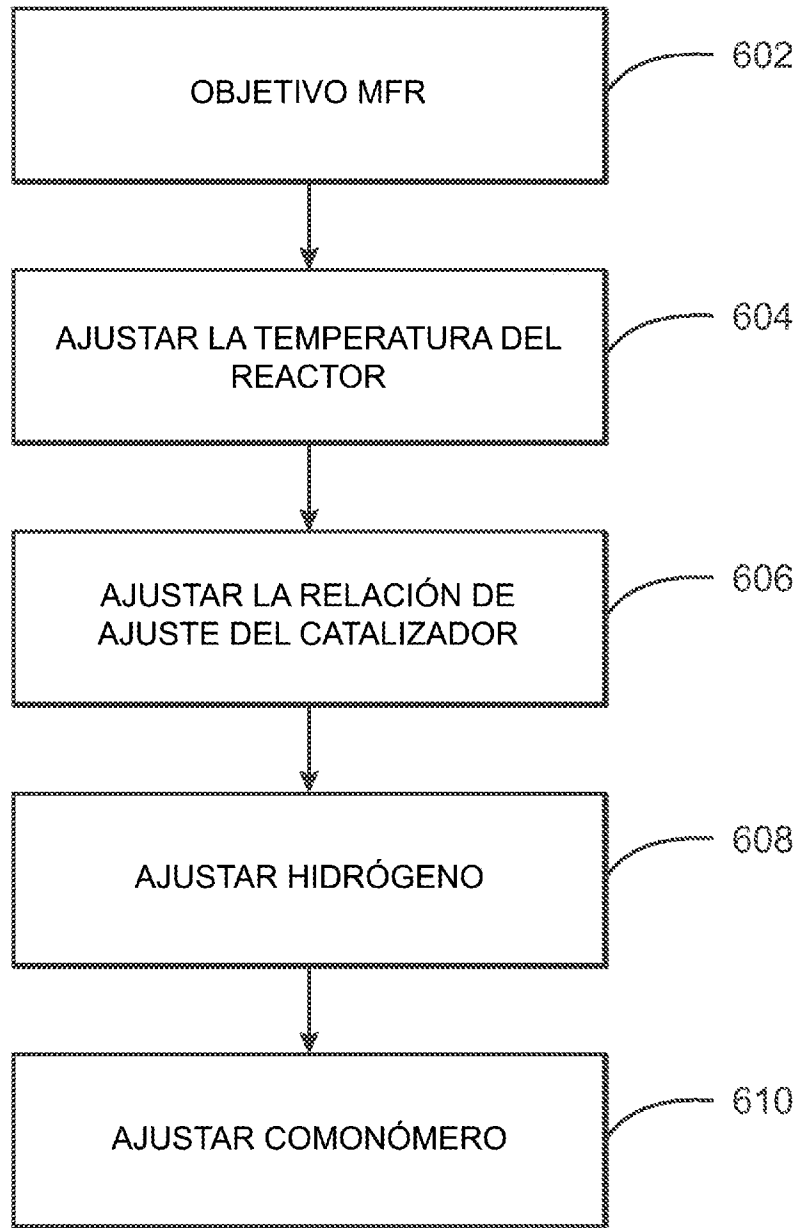 OBJETIVO MFR
602
AJUSTAR LA TEMPERATURA DEL
REACTOR
604
AJUSTAR LA RELACIÓN DE
AJUSTE DEL CATALIZADOR
606
AJUSTAR HIDRÓGENO
608
AJUSTAR COMONÓMERO
610